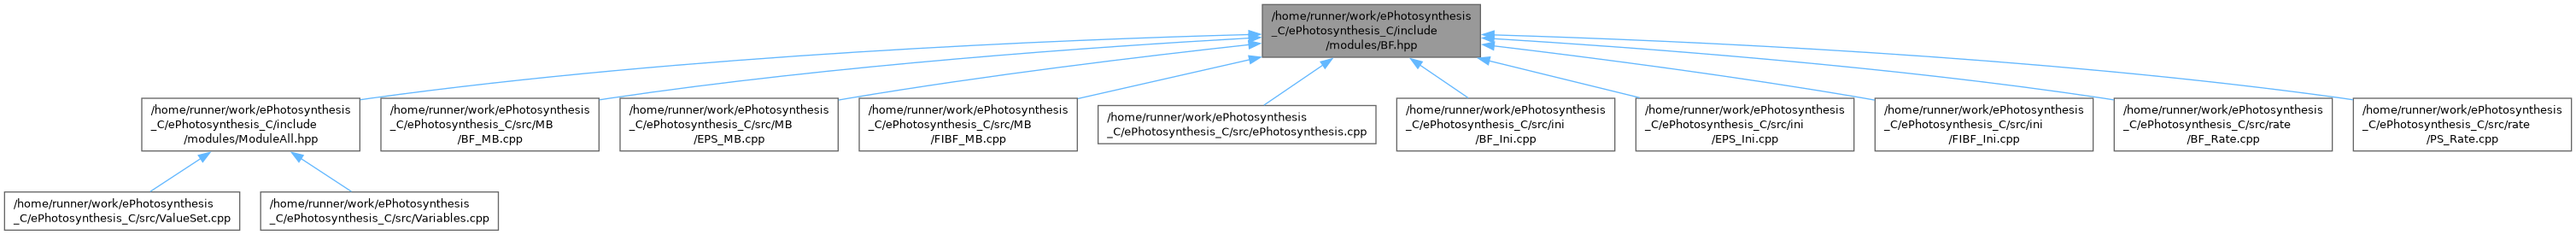 /home/runner/work/ePhotosynthesis
_C/ePhotosynthesis_C/include
/modules/BF.hpp
/home/runner/work/ePhotosynthesis
_C/ePhotosynthesis_C/include
/modules/ModuleAll.hpp
/home/runner/work/ePhotosynthesis
_C/ePhotosynthesis_C/src/MB
/BF_MB.cpp
/home/runner/work/ePhotosynthesis
_C/ePhotosynthesis_C/src/MB
/EPS_MB.cpp
/home/runner/work/ePhotosynthesis
_C/ePhotosynthesis_C/src/MB
/FIBF_MB.cpp
/home/runner/work/ePhotosynthesis
_C/ePhotosynthesis_C/src/ePhotosynthesis.cpp
/home/runner/work/ePhotosynthesis
_C/ePhotosynthesis_C/src/ini
/BF_Ini.cpp
/home/runner/work/ePhotosynthesis
_C/ePhotosynthesis_C/src/ini
/EPS_Ini.cpp
/home/runner/work/ePhotosynthesis
_C/ePhotosynthesis_C/src/ini
/FIBF_Ini.cpp
/home/runner/work/ePhotosynthesis
_C/ePhotosynthesis_C/src/rate
/BF_Rate.cpp
/home/runner/work/ePhotosynthesis
_C/ePhotosynthesis_C/src/rate
/PS_Rate.cpp
/home/runner/work/ePhotosynthesis
_C/ePhotosynthesis_C/src/ValueSet.cpp
/home/runner/work/ePhotosynthesis
_C/ePhotosynthesis_C/src/Variables.cpp